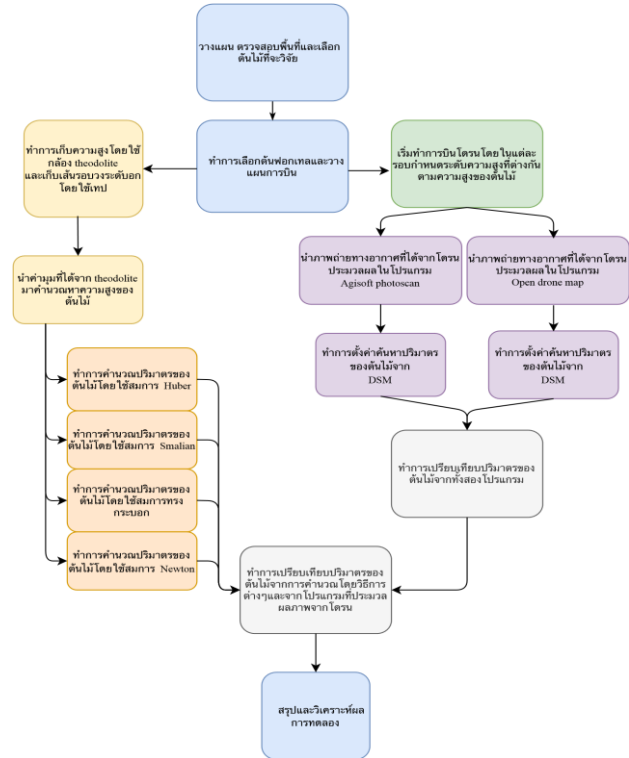 วางแผน ตรวจสอบพื้นที่และเลือก
ต้นไม้ที่จะวิจัย
ทำการเก็บความสูงโดยใช้
กล้อง theodolite
และเก็บเส้นรอบวงระดับอก
โดยใช้เทป
ทำการเลือกต้นฟอกเทลและวาง
แผนการบิน
เริ่มทำการบินโดรนโดยในแต่ละ
รอบกำหนดระดับความสูงที่ต่างกัน
ตามความสูงของต้นไม้
นำค่ามุมที่ได้จาก theodolite
มาคำนวณหาความสูงของ
ต้นไม้
นำภาพถ่ายทางอากาศที่ได้จากโดรน
ประมวลผลในโปรแกรม
Agisoft photoscan
นำภาพถ่ายทางอากาศที่ได้จากโดรน
ประมวลผลในโปรแกรม
Open drone map
ทำการตั้งค่าค้นหาปริมาตร
ของต้นไม้จาก
DSM
ทำการตั้งค่าค้นหาปริมาตร
ของต้นไม้จาก
DSM
ทำการคำนวณปริมาตรของ
ต้นไม้โดยใช้สมการ Huber
ทำการคำนวณปริมาตรของ
ต้นไม้โดยใช้สมการ Smalian
ทำการคำนวณปริมาตรของ
ต้นไม้โดยใช้สมการทรง
กระบอก
ทำการคำนวณปริมาตรของ
ต้นไม้โดยใช้สมการ Newton
ทำการเปรียบเทียบปริมาตรของ
ต้นไม้จากทั้งสองโปรแกรม
ทำการเปรียบเทียบปริมาตรของ
ต้นไม้จากการคำนวณโดยวิธีการ
ต่างๆและจากโปรแกรมที่ประมวล
ผลภาพจากโดรน
สรุปและวิเคราะห์ผล
การทดลอง